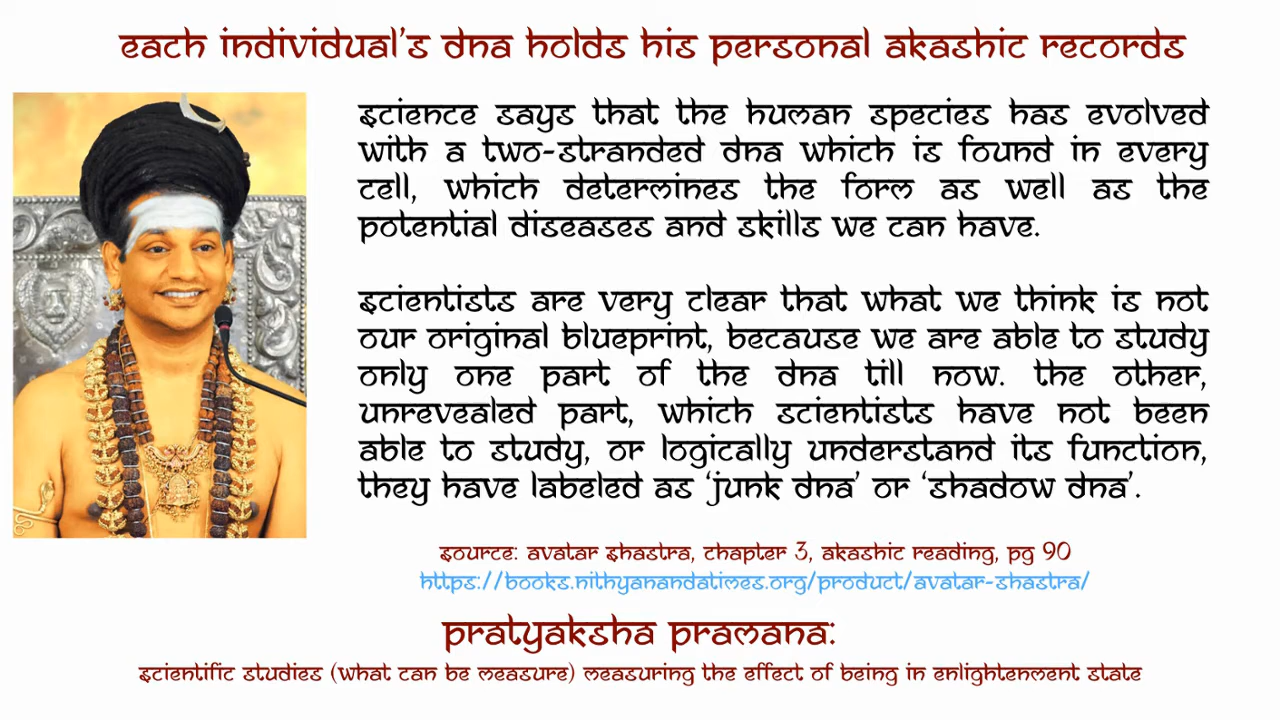 each individual's dna holds his personal akashic records
science says that the human species has evolved
with a two-stranded dna which is found in every
cell, which determines the form as well as the
potential diseases and skills we can have.
scientists are very clear that what we think is not
our original blueprint, because we are able to study
only one part of the dna till now. the other,
unrevealed part, which scientists have not been
able to study, or logically understand its function,
they have labeled as 'junk dna' or 'shadow dna'.
source: avatar shastra, chapter 3, akashic reading, pg 90
https://books.nithyanandatimes.org/product/avatar-shastra/
pratyaksha pramana:
scientific studies (what can be measure) measuring the effect of being in enlightenment state